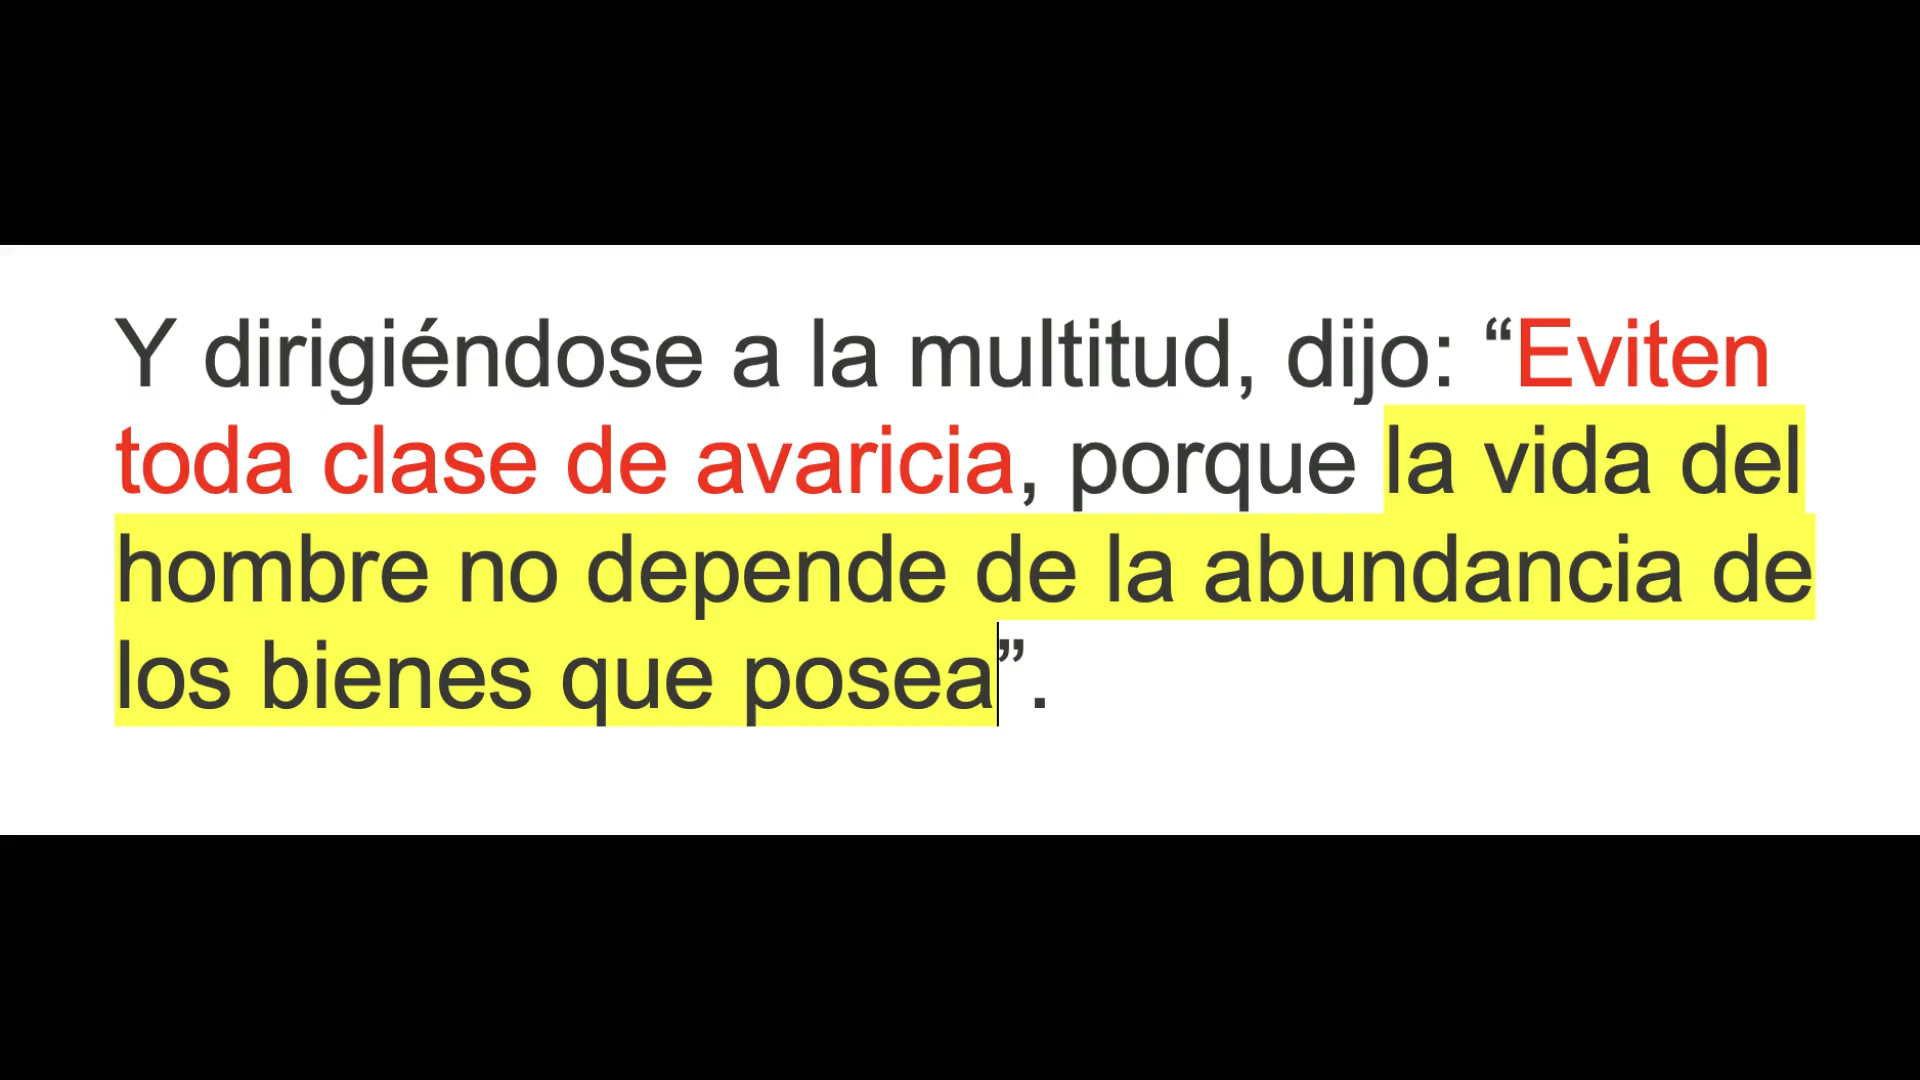 Y dirigiéndose a la multitud, dijo: “Eviten
toda clase de avaricia, porque la vida del
hombre no depende de la abundancia de
los bienes que posea”.